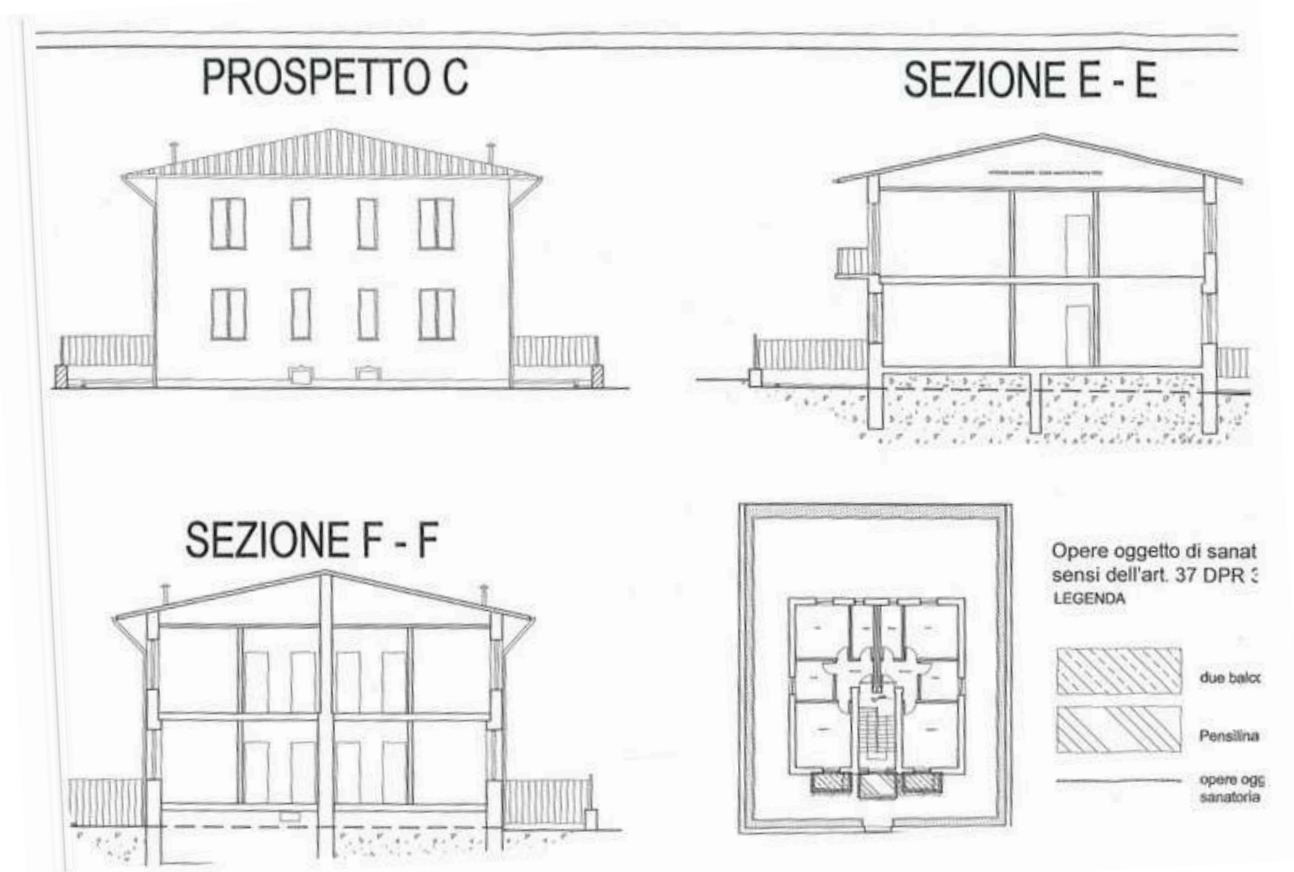 PROSPETTO C
SEZIONE E - E
SEZIONE F - F
Opere oggetto di sanat
sensi dell'art. 37 DPR 3
LEGENDA
due balco
Pensilina
opere ogg
sanatoria